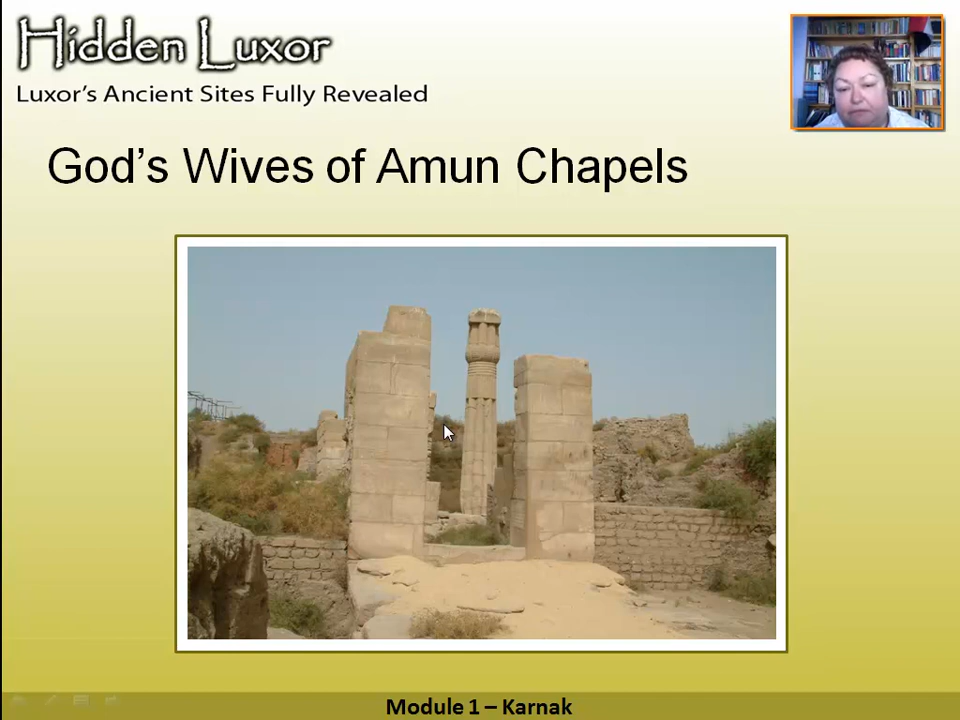 Hidden Luxor
Luxor's Ancient Sites Fully Revealed
God's Wives of Amun Chapels
Module 1 – Karnak